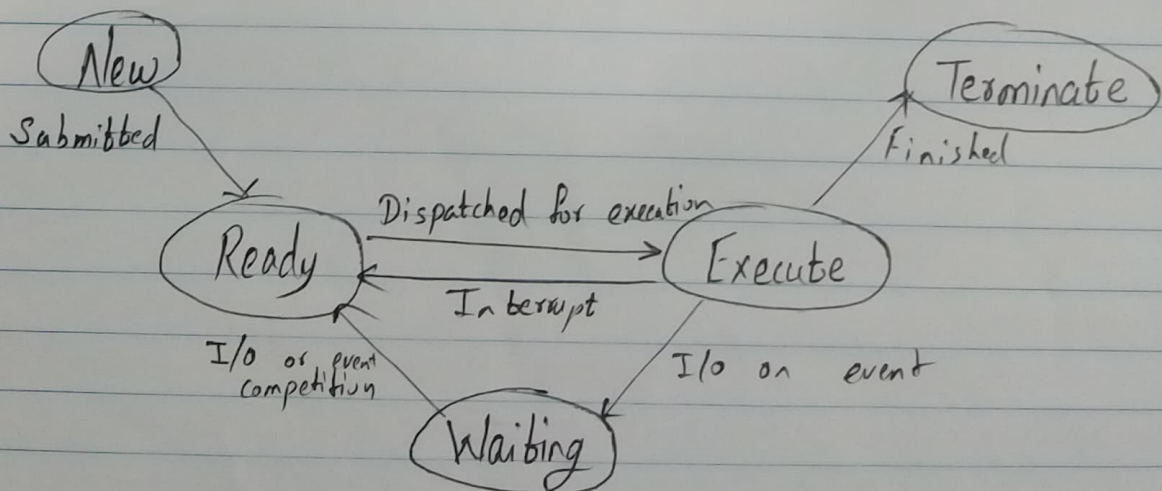 New
Terminate
Submitted
Finished
Dispatched for execution
Ready
Execute
Interrupt
I/O or event
competition
I/O on event
Waiting